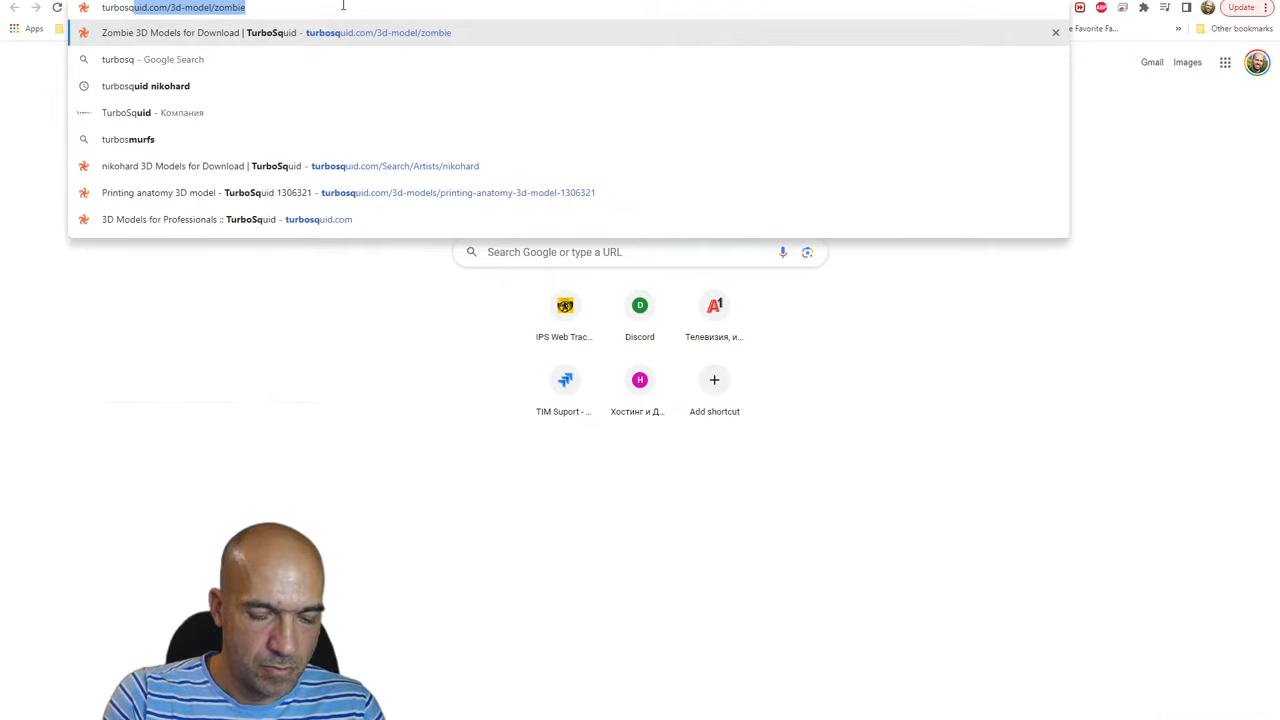 turbosquid.com/3d-model/zombie
Update
Zombie 3D Models for Download | TurboSquid - turbosquid.com/3d-model/zombie
Apps
e Favorite Fa...
Other bookmarks
turbosq - Google Search
Gmail Images
turbosquid nikohard
TurboSquid - Компания
turbosmurfs
nikohard 3D Models for Download | TurboSquid - turbosquid.com/Search/Artists/nikohard
Printing anatomy 3D model - TurboSquid 1306321 - turbosquid.com/3d-models/printing-anatomy-3d-model-1306321
3D Models for Professionals :: TurboSquid - turbosquid.com
Search Google or type a URL
D
A1
IPS Web Trac...
Discord
Телевизия, и...
H
TIM Suport - ...
Хостинг и Д...
Add shortcut